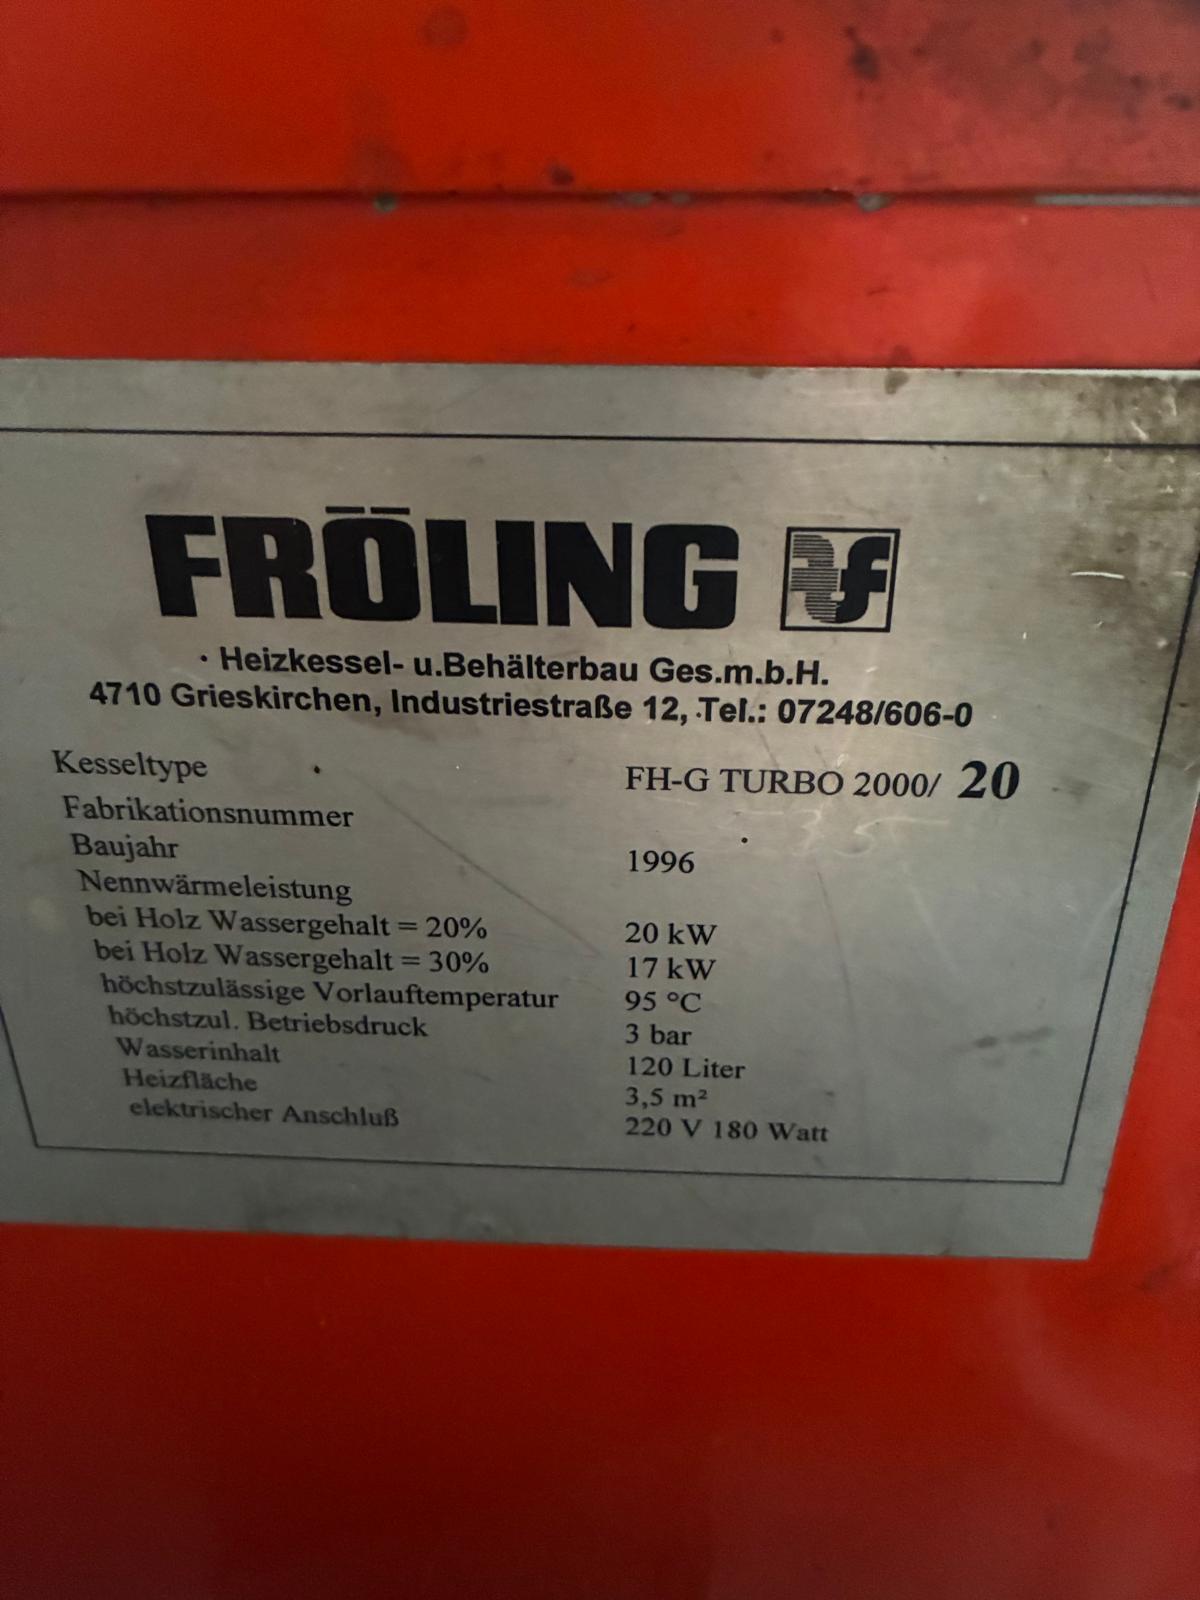 FRÖLING
Heizkessel- u.Behälterbau Ges.m.b.H.
4710 Grieskirchen, Industriestraße 12, Tel.: 07248/606-0
Kesseltype FH-G TURBO 2000/ 20
Fabrikationsnummer
Baujahr 1996
Nennwärmeleistung
bei Holz Wassergehalt = 20% 20 kW
bei Holz Wassergehalt = 30% 17 kW
höchstzulässige Vorlauftemperatur 95 °C
höchstzul. Betriebsdruck 3 bar
Wasserinhalt 120 Liter
Heizfläche 3,5 m²
elektrischer Anschluß 220 V 180 Watt